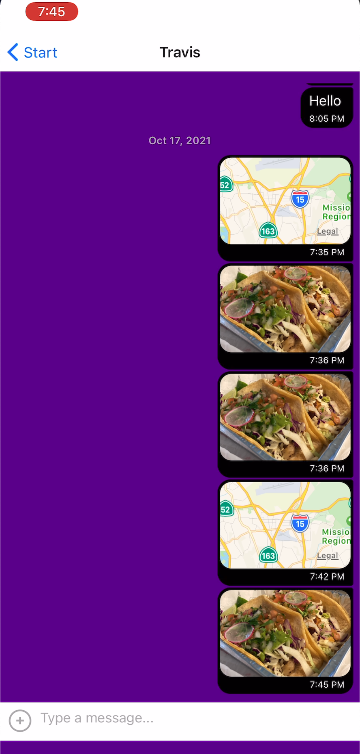 7:45
Start
Travis
Hello
8:05 PM
Oct 17, 2021
52
15
Missio
Region
163
Legal
7:35 PM
7:36 PM
7:36 PM
52
15
Missio
Region
163
Legal
7:42 PM
7:45 PM
Type a message...